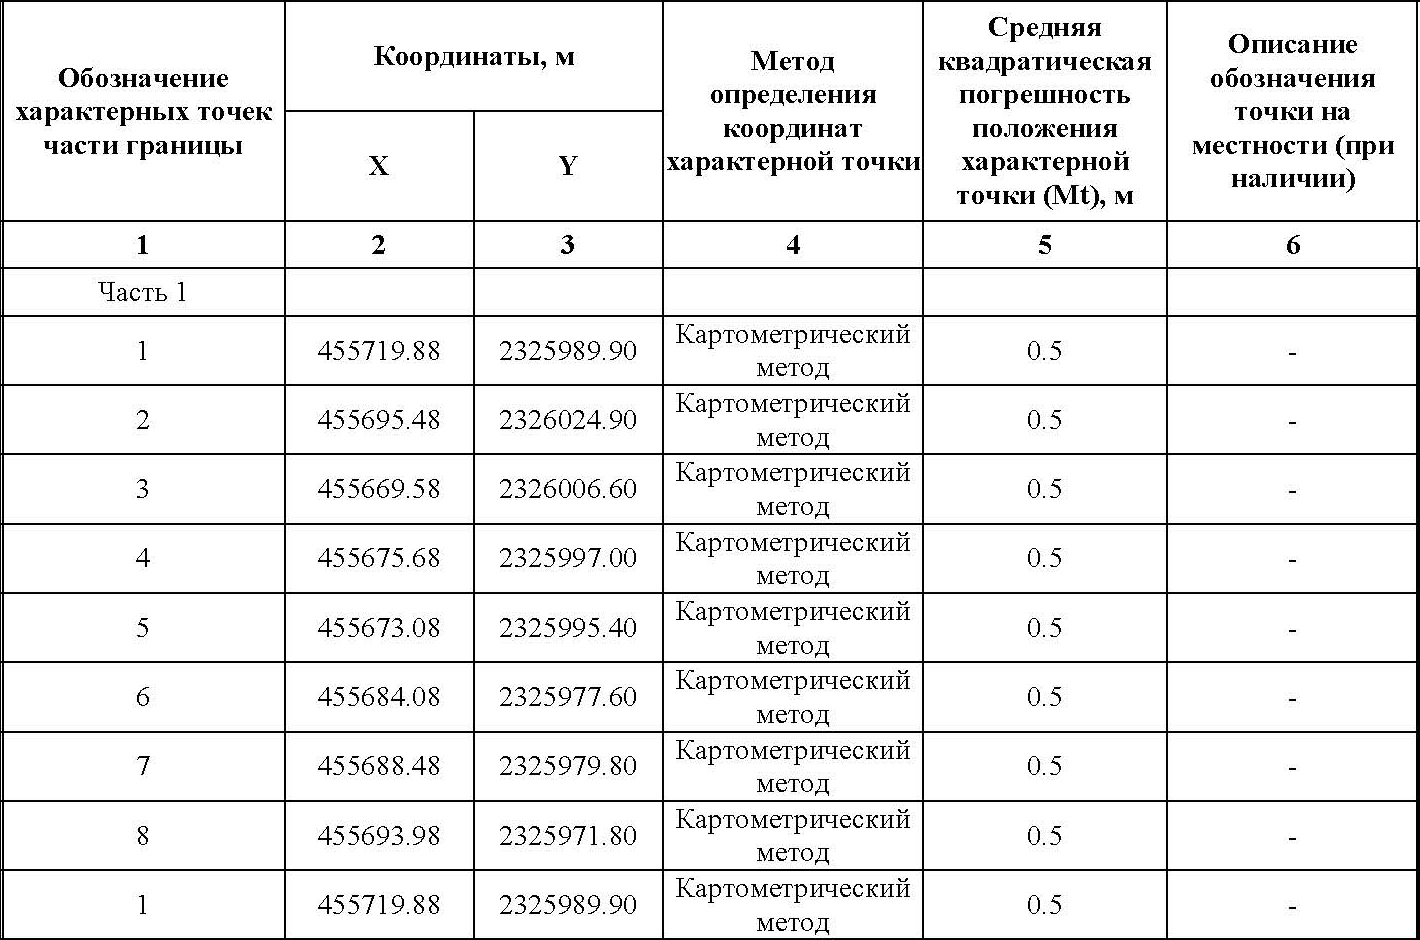 Обозначение
характерных точек
части границы
Координаты, м
X
Y
Метод
определения
координат
характерной точки
Средняя
квадратическая
погрешность
положения
характерной
точки (Mt), м
Описание
обозначения
точки на
местности (при
наличии)
1 2 3 4 5 6
Часть 1
1 455719.88 2325989.90 Картометрический
метод 0.5 -
2 455695.48 2326024.90 Картометрический
метод 0.5 -
3 455669.58 2326006.60 Картометрический
метод 0.5 -
4 455675.68 2325997.00 Картометрический
метод 0.5 -
5 455673.08 2325995.40 Картометрический
метод 0.5 -
6 455684.08 2325977.60 Картометрический
метод 0.5 -
7 455688.48 2325979.80 Картометрический
метод 0.5 -
8 455693.98 2325971.80 Картометрический
метод 0.5 -
1 455719.88 2325989.90 Картометрический
метод 0.5 -